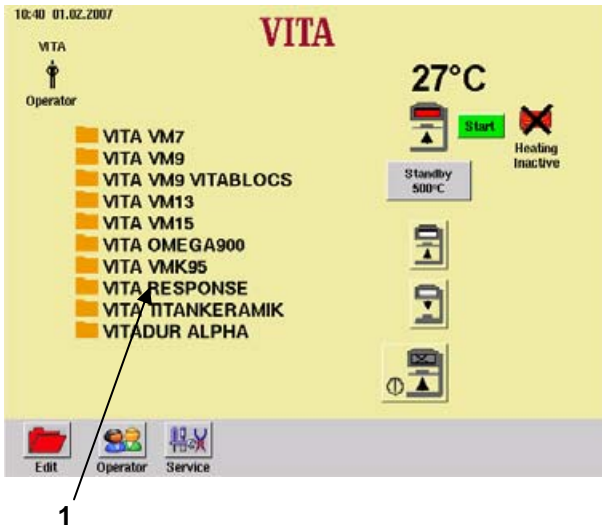 10:40 01.02.2007
VITA
VITA
Operator
27°C
Start
Heating
Inactive
Standby
500°C
VITA VM7
VITA VM9
VITA VM9 VITABLOCS
VITA VM13
VITA VM15
VITA OMEGA900
VITA VMK95
VITA RESPONSE
VITA TITANKERAMIK
VITADUR ALPHA
Edit
Operator
Service
1